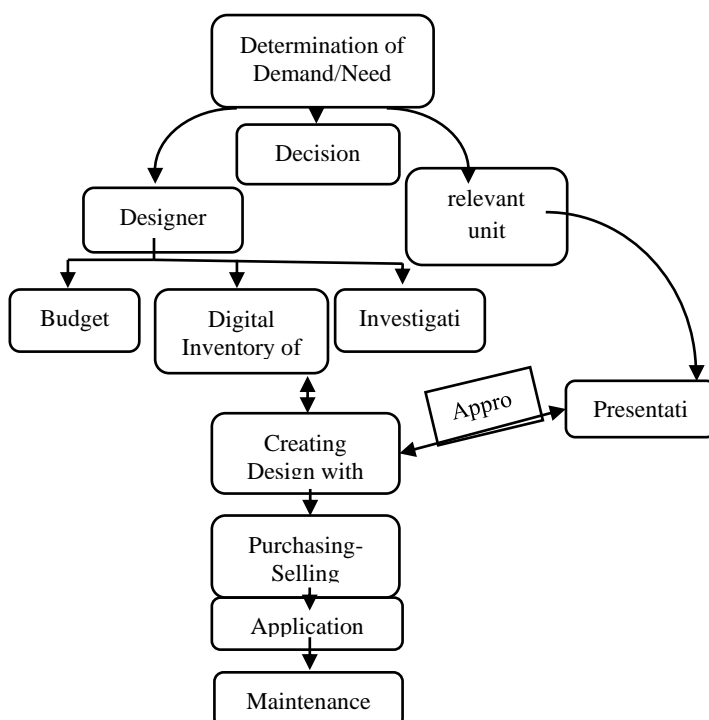 Determination of
Demand/Need
Decision
Designer
relevant
unit
Budget
Digital
Inventory of
Investigati
Appro
Presentati
Creating
Design with
Purchasing-
Selling
Application
Maintenance